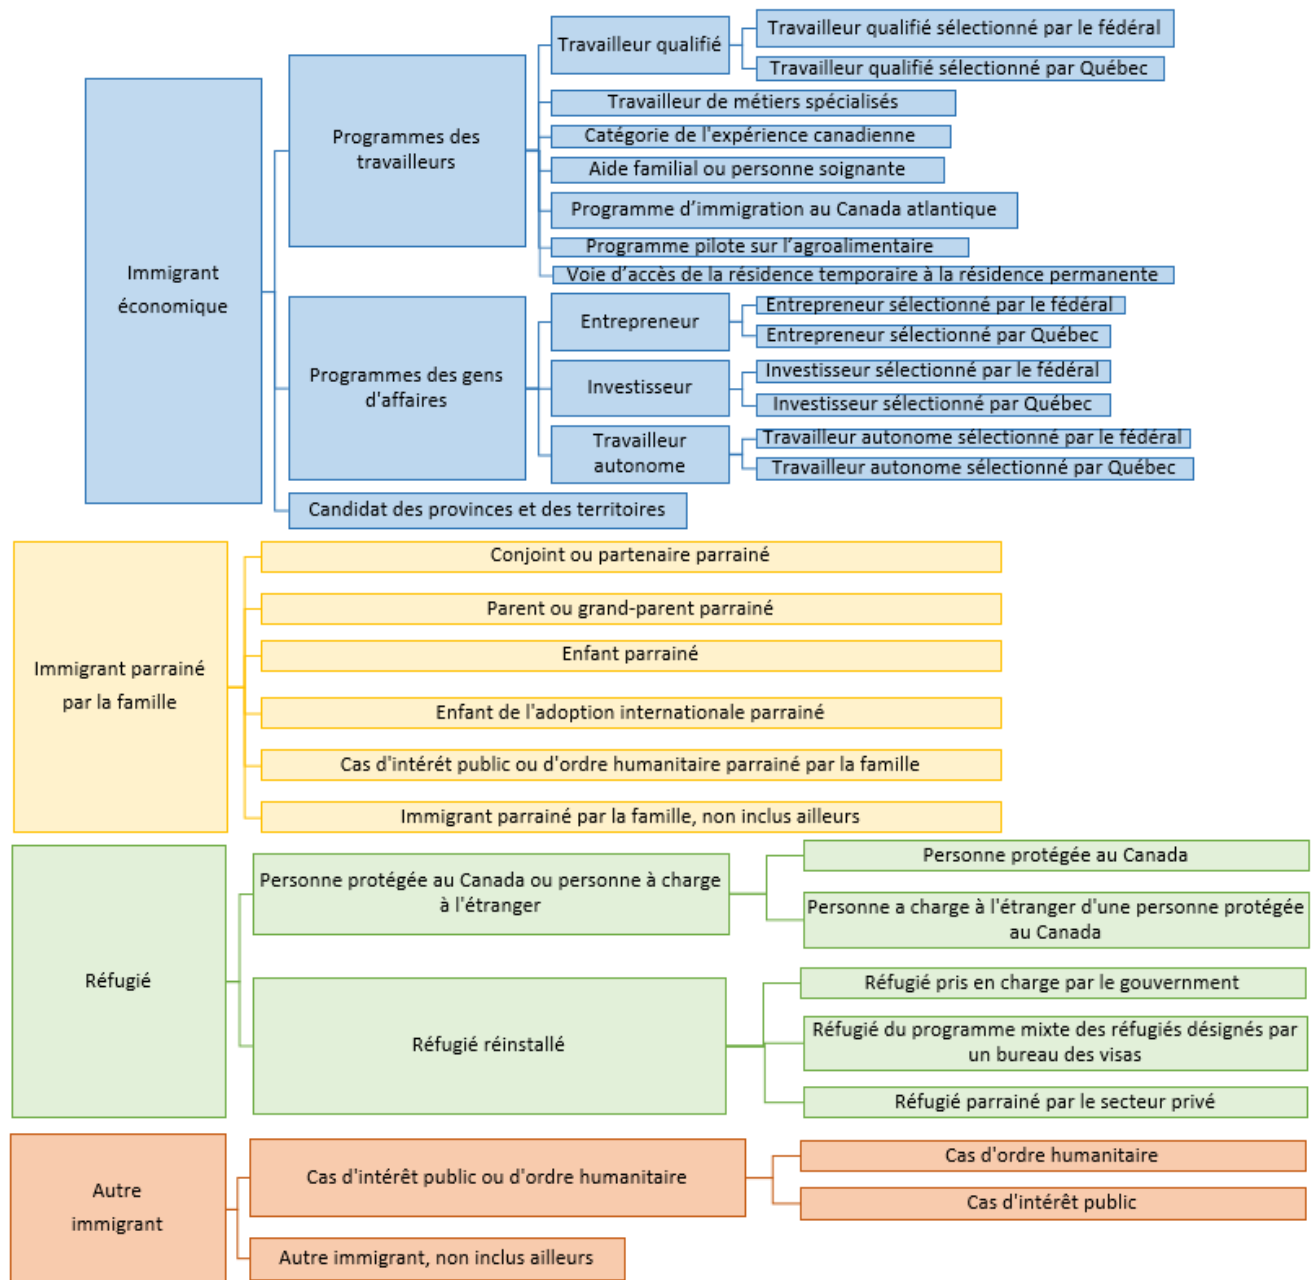 Immigrant
économique
Programmes des
travailleurs
Travailleur qualifié
Travailleur qualifié sélectionné par le fédéral
Travailleur qualifié sélectionné par Québec
Travailleur de métiers spécialisés
Catégorie de l'expérience canadienne
Aide familial ou personne soignante
Programme d’immigration au Canada atlantique
Programme pilote sur l’agroalimentaire
Voie d’accès de la résidence temporaire à la résidence permanente
Programmes des gens
d'affaires
Entrepreneur
Entrepreneur sélectionné par le fédéral
Entrepreneur sélectionné par Québec
Investisseur
Investisseur sélectionné par le fédéral
Investisseur sélectionné par Québec
Travailleur
autonome
Travailleur autonome sélectionné par le fédéral
Travailleur autonome sélectionné par Québec
Candidat des provinces et des territoires
Immigrant parrainé
par la famille
Conjoint ou partenaire parrainé
Parent ou grand-parent parrainé
Enfant parrainé
Enfant de l'adoption internationale parrainé
Cas d'intérét public ou d'ordre humanitaire parrainé par la famille
Immigrant parrainé par la famille, non inclus ailleurs
Réfugié
Personne protégée au Canada ou personne à charge
à l'étranger
Personne protégée au Canada
Personne a charge à l'étranger d'une personne protégée
au Canada
Réfugié réinstallé
Réfugié pris en charge par le gouvernment
Réfugié du programme mixte des réfugiés désignés par
un bureau des visas
Réfugié parrainé par le secteur privé
Autre
immigrant
Cas d'intérêt public ou d'ordre humanitaire
Cas d'ordre humanitaire
Cas d'intérêt public
Autre immigrant, non inclus ailleurs